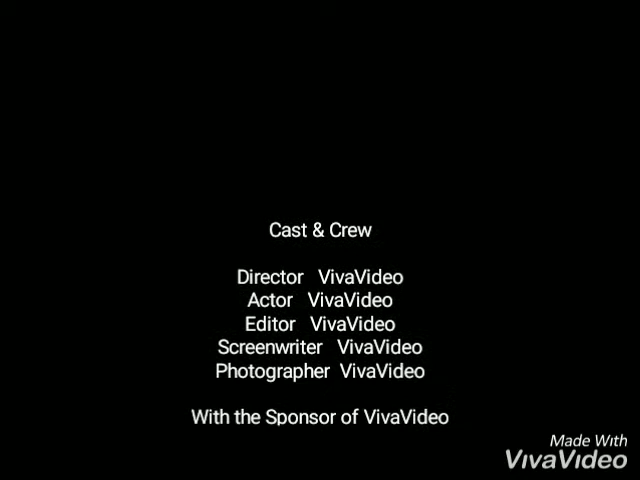 Cast & Crew
Director VivaVideo
Actor VivaVideo
Editor VivaVideo
Screenwriter VivaVideo
Photographer VivaVideo
With the Sponsor of VivaVideo
Made With
VivaVideo